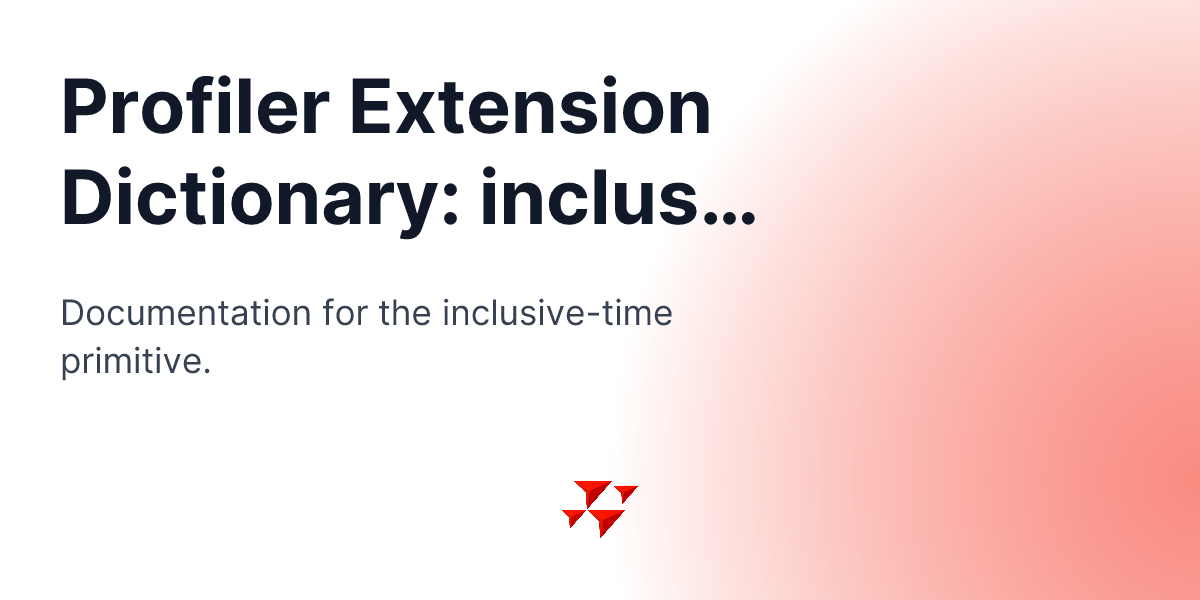 Profiler Extension
Dictionary: inclus...
Documentation for the inclusive-time
primitive.